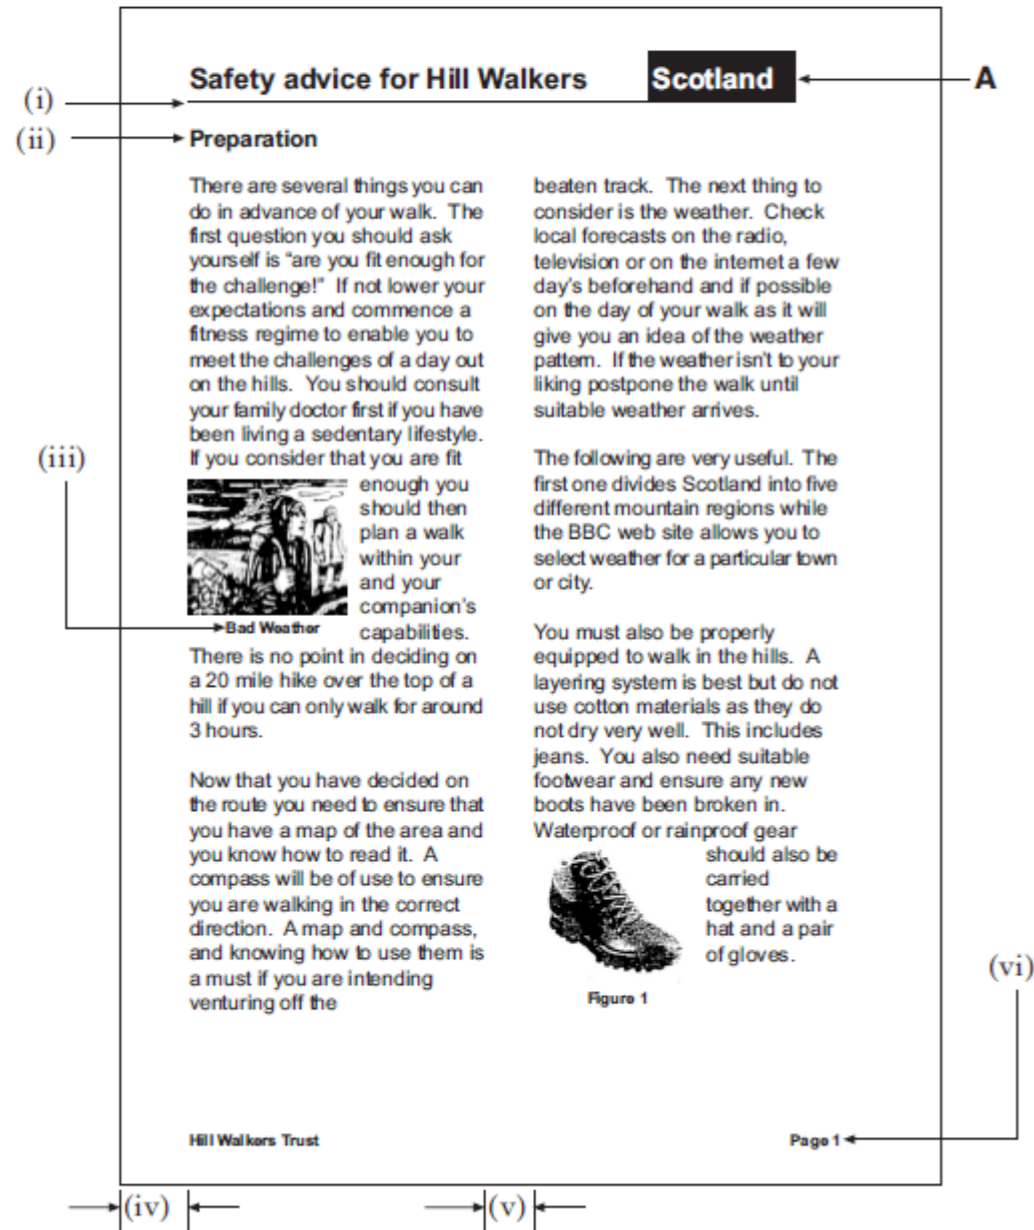 Safety advice for Hill Walkers Scotland
A
(i)
(ii)
Preparation
There are several things you can
do in advance of your walk. The
first question you should ask
yourself is “are you fit enough for
the challenge!” If not lower your
expectations and commence a
fitness regime to enable you to
meet the challenges of a day out
on the hills. You should consult
your family doctor first if you have
been living a sedentary lifestyle.
If you consider that you are fit
enough you
should then
plan a walk
within your
and your
companion’s
capabilities.
(iii)
Bad Weather
There is no point in deciding on
a 20 mile hike over the top of a
hill if you can only walk for around
3 hours.
Now that you have decided on
the route you need to ensure that
you have a map of the area and
you know how to read it. A
compass will be of use to ensure
you are walking in the correct
direction. A map and compass,
and knowing how to use them is
a must if you are intending
venturing off the
beaten track. The next thing to
consider is the weather. Check
local forecasts on the radio,
television or on the internet a few
day’s beforehand and if possible
on the day of your walk as it will
give you an idea of the weather
pattern. If the weather isn’t to your
liking postpone the walk until
suitable weather arrives.
The following are very useful. The
first one divides Scotland into five
different mountain regions while
the BBC web site allows you to
select weather for a particular town
or city.
You must also be properly
equipped to walk in the hills. A
layering system is best but do not
use cotton materials as they do
not dry very well. This includes
jeans. You also need suitable
footwear and ensure any new
boots have been broken in.
Waterproof or rainproof gear
should also be
carried
together with a
hat and a pair
of gloves.
Figure 1
(vi)
Hill Walkers Trust
Page 1
(iv)
(v)